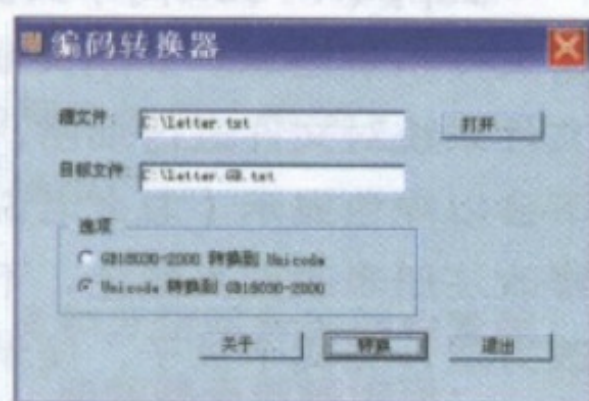 编码转换器
源文件: C:\Letter.txt 打开...
目标文件: C:\Letter.GB.txt
选项
GB18030-2000 转换到 Unicode
Unicode 转换到 GB18030-2000
关于... 转换 退出